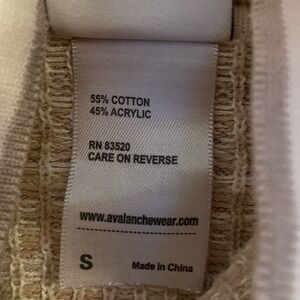 55% COTTON
45% ACRYLIC
RN 83520
CARE ON REVERSE
www.avalanchewear.com
S Made in China